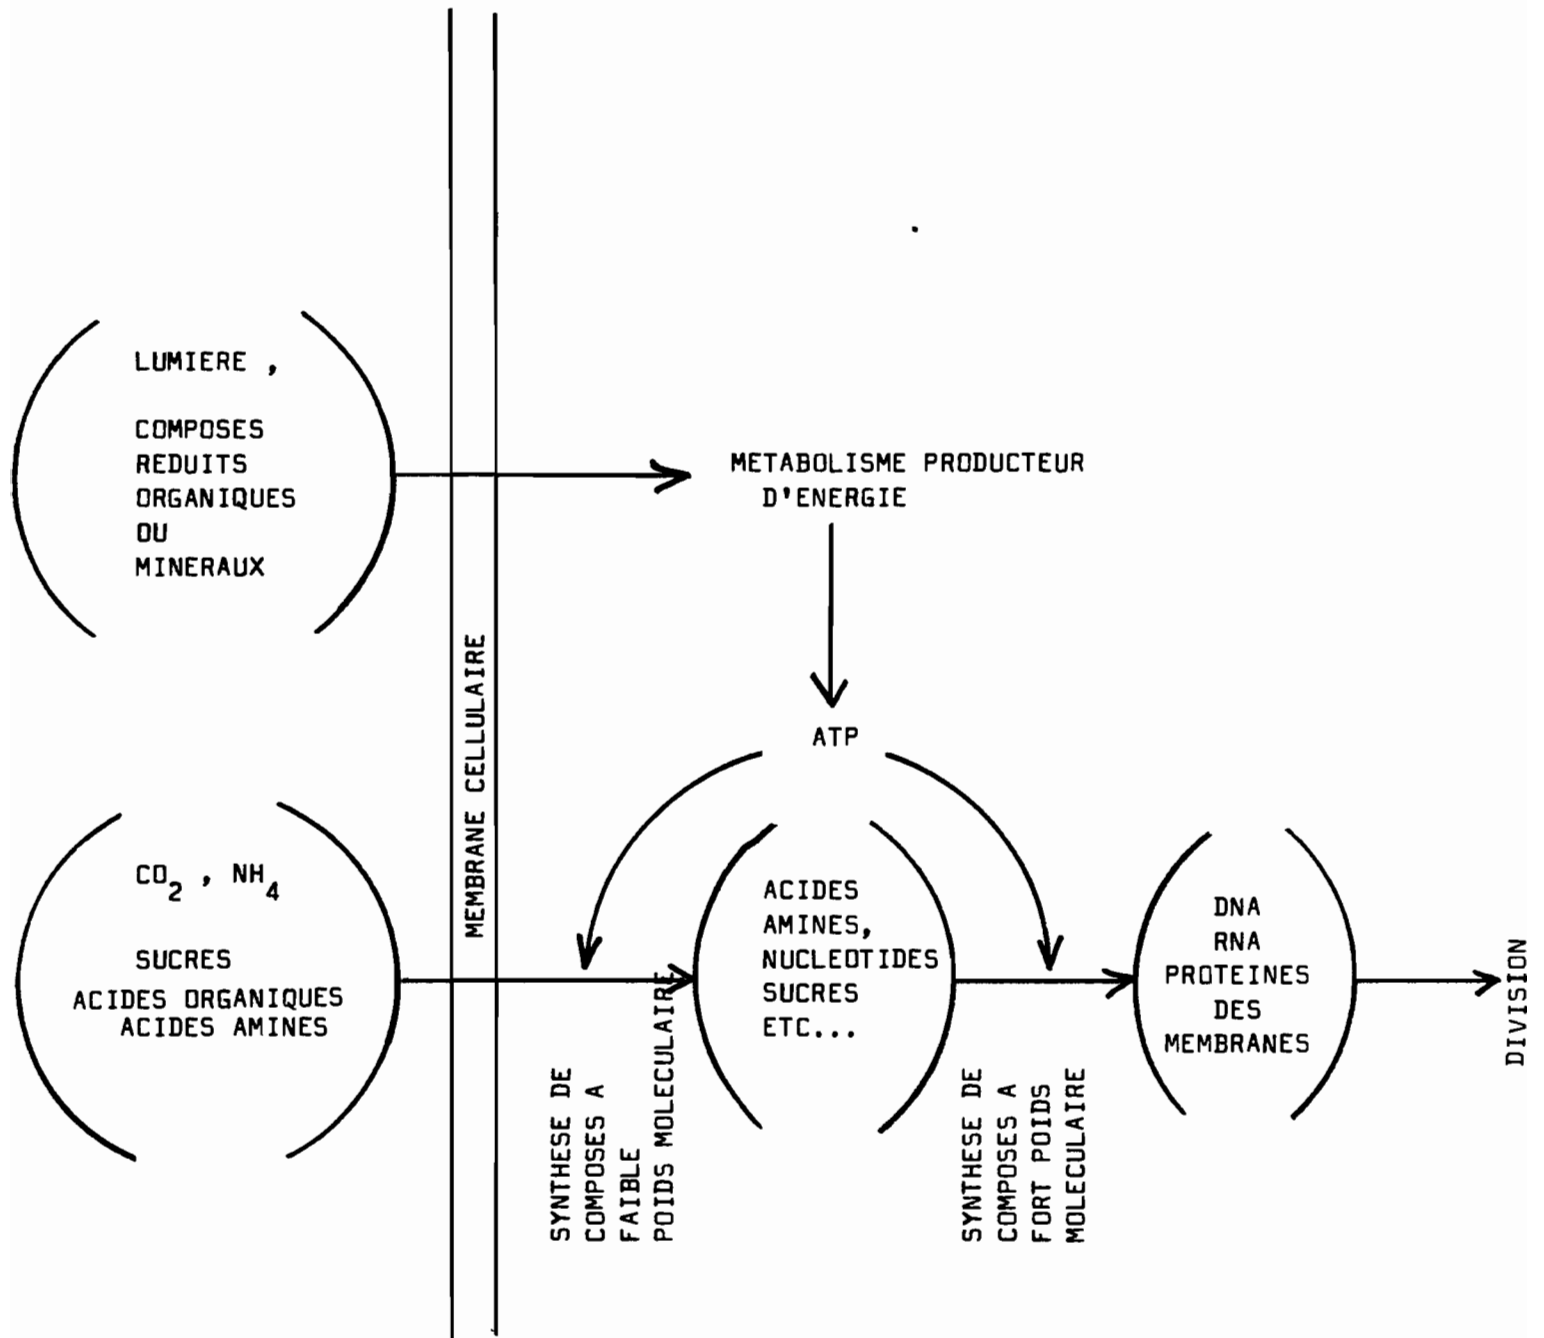 LUMIERE ,
COMPOSES
REDUITS
ORGANIQUES
OU
MINERAUX
METABOLISME PRODUCTEUR
D'ENERGIE
MEMBRANE CELLULAIRE
ATP
CO2 , NH4
SUCRES
ACIDES ORGANIQUES
ACIDES AMINES
SYNTHESE DE
COMPOSES A
FAIBLE
POIDS MOLECULAIRE
ACIDES
AMINES,
NUCLEOTIDES
SUCRES
ETC...
SYNTHESE DE
COMPOSES A
FORT POIDS
MOLECULAIRE
DNA
RNA
PROTEINES
DES
MEMBRANES
DIVISION